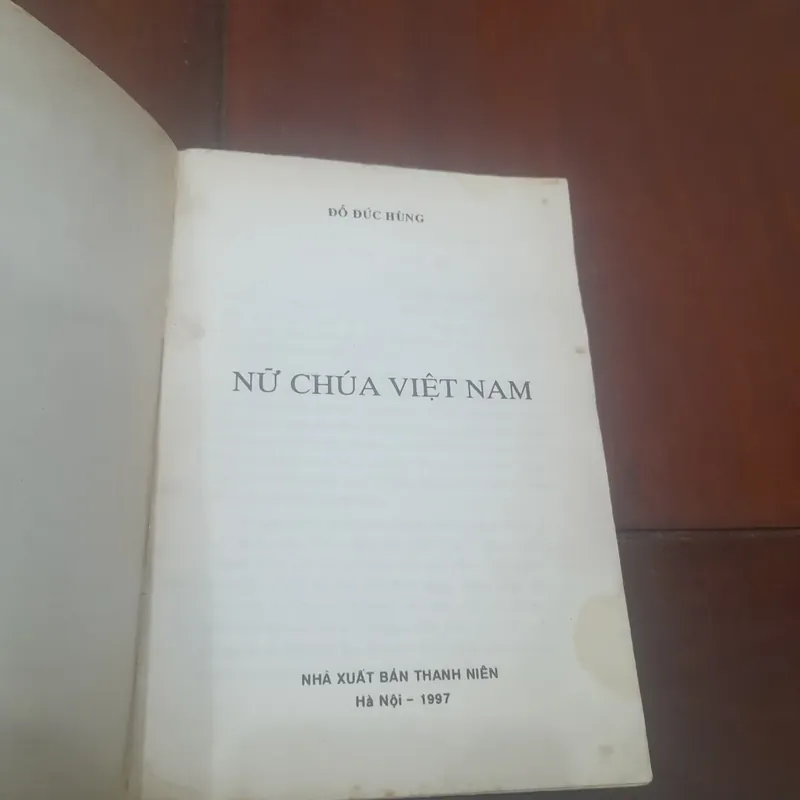 ĐỖ ĐỨC HÙNG
NỮ CHÚA VIỆT NAM
NHÀ XUẤT BẢN THANH NIÊN
Hà Nội - 1997